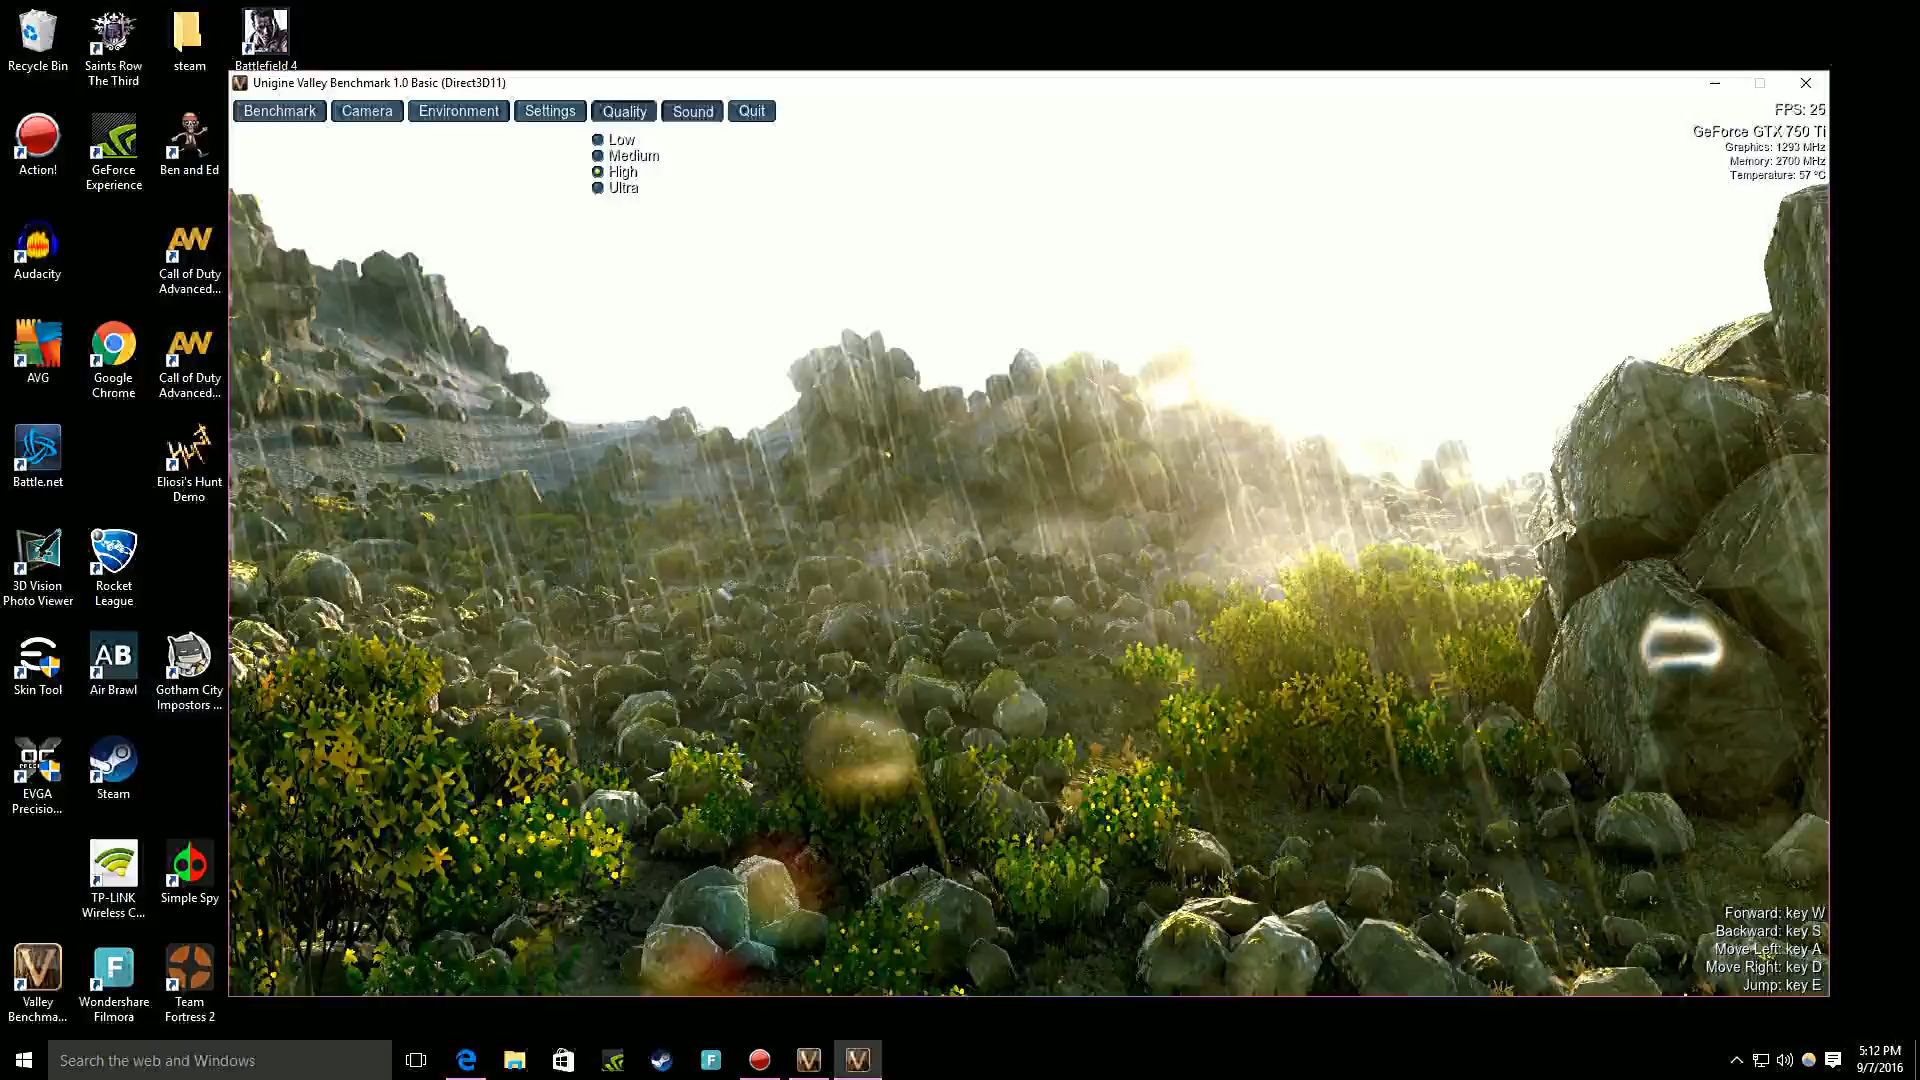 Recycle Bin
Saints Row
The Third
steam
Battlefield 4
Action!
GeForce
Experience
Ben and Ed
Audacity
Call of Duty
Advanced...
AVG
Google
Chrome
Call of Duty
Advanced...
Battle.net
Eliosi's Hunt
Demo
3D Vision
Photo Viewer
Rocket
League
Skin Tool
AB
Air Brawl
Gotham City
Impostors ...
EVGA
Precisio...
Steam
TP-LINK
Wireless C...
Simple Spy
Valley
Benchma...
Wondershare
Filmora
Team
Fortress 2
Unigine Valley Benchmark 1.0 Basic (Direct3D11)
Benchmark Camera Environment Settings Quality Sound Quit
Low
Medium
High
Ultra
FPS: 25
GeForce GTX 750 Ti
Graphics: 1293 MHz
Memory: 2700 MHz
Temperature: 57 °C
Forward: key W
Backward: key S
Move Left: key A
Move Right: key D
Jump: key E
Search the web and Windows
5:12 PM
9/7/2016